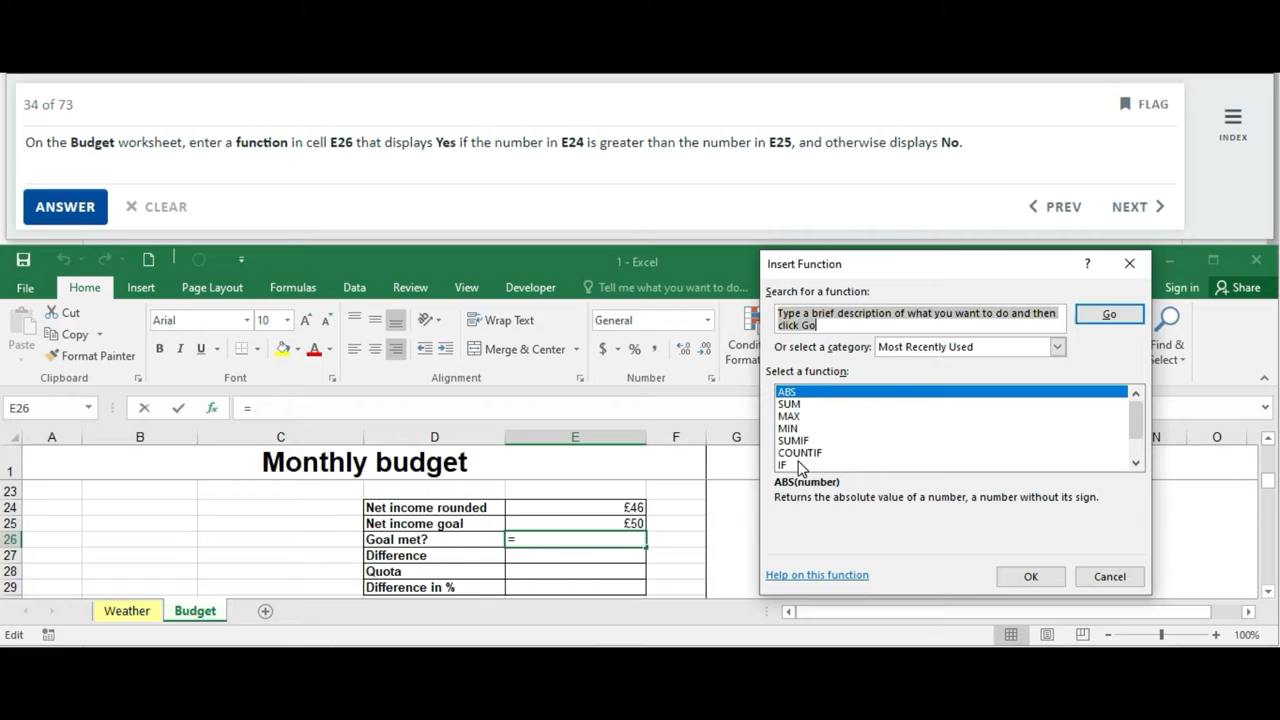 34 of 73
FLAG
INDEX
On the Budget worksheet, enter a function in cell E26 that displays Yes if the number in E24 is greater than the number in E25, and otherwise displays No.
ANSWER
CLEAR
PREV
NEXT
1 - Excel
File
Home
Insert
Page Layout
Formulas
Data
Review
View
Developer
Tell me what you want to do...
Sign in
Share
Paste
Cut
Copy
Format Painter
Clipboard
Arial
10
A
A
B
I
U
A
Font
Wrap Text
Merge & Center
Alignment
General
$ % ,
Number
Condit
Format
Find &
Select
Insert Function
?
Search for a function:
Type a brief description of what you want to do and then
click Go
Go
Or select a category:
Most Recently Used
Select a function:
ABS
SUM
MAX
MIN
SUMIF
COUNTIF
IF
ABS(number)
Returns the absolute value of a number, a number without its sign.
Help on this function
OK
Cancel
E26
fx
=
A B C D E F G N O
1
Monthly budget
23
24 Net income rounded £46
25 Net income goal £50
26 Goal met? =
27 Difference
28 Quota
29 Difference in %
Weather
Budget
Edit
100%